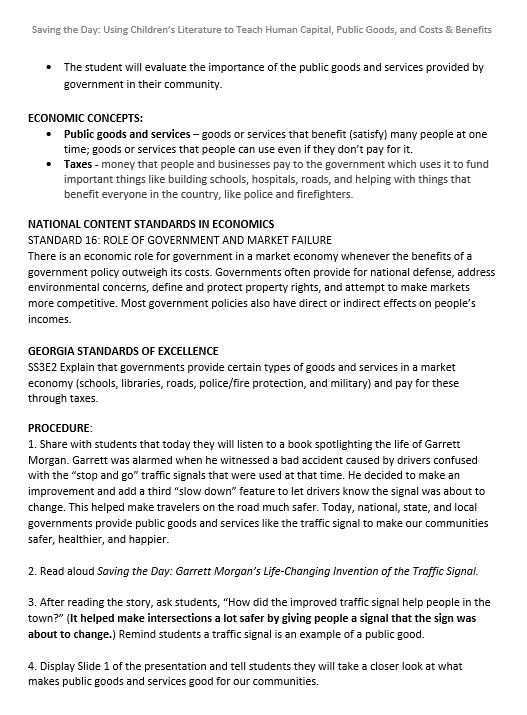 Saving the Day: Using Children's Literature to Teach Human Capital, Public Goods, and Costs & Benefits
• The student will evaluate the importance of the public goods and services provided by
government in their community.
ECONOMIC CONCEPTS:
• Public goods and services – goods or services that benefit (satisfy) many people at one
time; goods or services that people can use even if they don't pay for it.
• Taxes - money that people and businesses pay to the government which uses it to fund
important things like building schools, hospitals, roads, and helping with things that
benefit everyone in the country, like police and firefighters.
NATIONAL CONTENT STANDARDS IN ECONOMICS
STANDARD 16: ROLE OF GOVERNMENT AND MARKET FAILURE
There is an economic role for government in a market economy whenever the benefits of a
government policy outweigh its costs. Governments often provide for national defense, address
environmental concerns, define and protect property rights, and attempt to make markets
more competitive. Most government policies also have direct or indirect effects on people's
incomes.
GEORGIA STANDARDS OF EXCELLENCE
SS3E2 Explain that governments provide certain types of goods and services in a market
economy (schools, libraries, roads, police/fire protection, and military) and pay for these
through taxes.
PROCEDURE:
1. Share with students that today they will listen to a book spotlighting the life of Garrett
Morgan. Garrett was alarmed when he witnessed a bad accident caused by drivers confused
with the "stop and go" traffic signals that were used at that time. He decided to make an
improvement and add a third "slow down" feature to let drivers know the signal was about to
change. This helped make travelers on the road much safer. Today, national, state, and local
governments provide public goods and services like the traffic signal to make our communities
safer, healthier, and happier.
2. Read aloud Saving the Day: Garrett Morgan's Life-Changing Invention of the Traffic Signal.
3. After reading the story, ask students, "How did the improved traffic signal help people in the
town?" (It helped make intersections a lot safer by giving people a signal that the sign was
about to change.) Remind students a traffic signal is an example of a public good.
4. Display Slide 1 of the presentation and tell students they will take a closer look at what
makes public goods and services good for our communities.